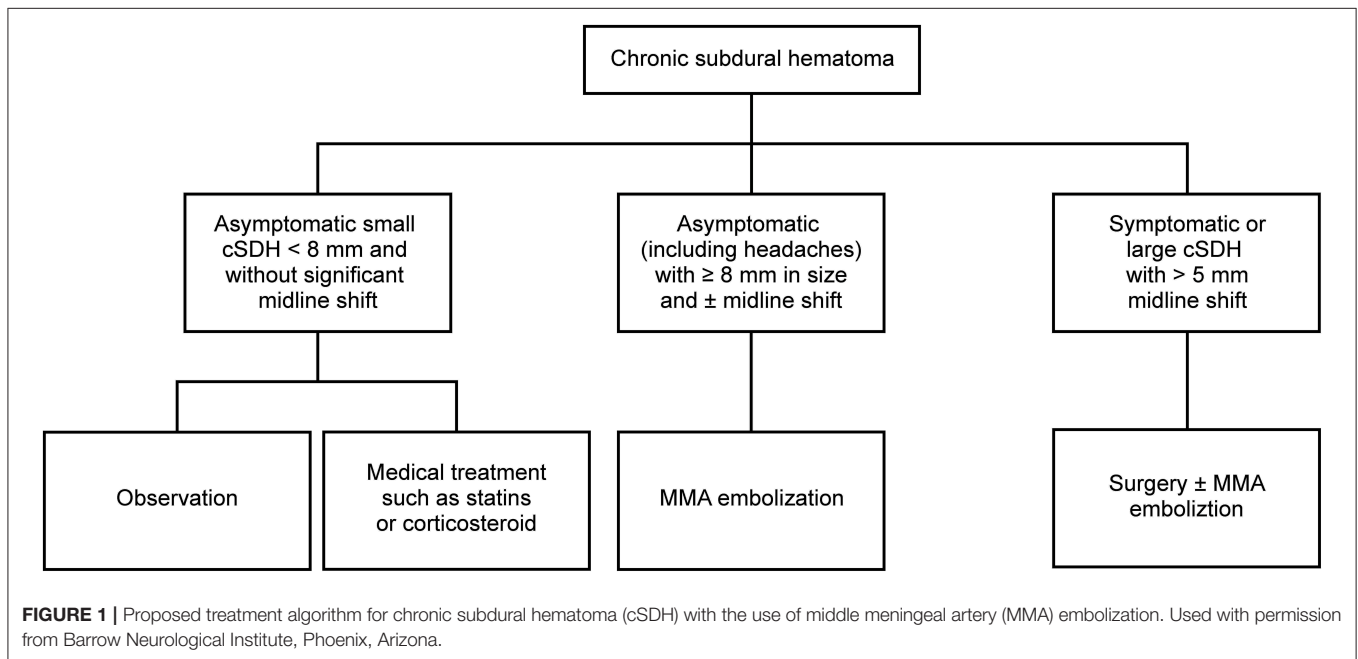 Chronic subdural hematoma
Asymptomatic small
cSDH < 8 mm and
without significant
midline shift
Asymptomatic
(including headaches)
with ≥ 8 mm in size
and ± midline shift
Symptomatic or
large cSDH
with > 5 mm
midline shift
Observation
Medical treatment
such as statins
or corticosteroid
MMA embolization
Surgery ± MMA
emboliztion
FIGURE 1 | Proposed treatment algorithm for chronic subdural hematoma (cSDH) with the use of middle meningeal artery (MMA) embolization. Used with permission
from Barrow Neurological Institute, Phoenix, Arizona.